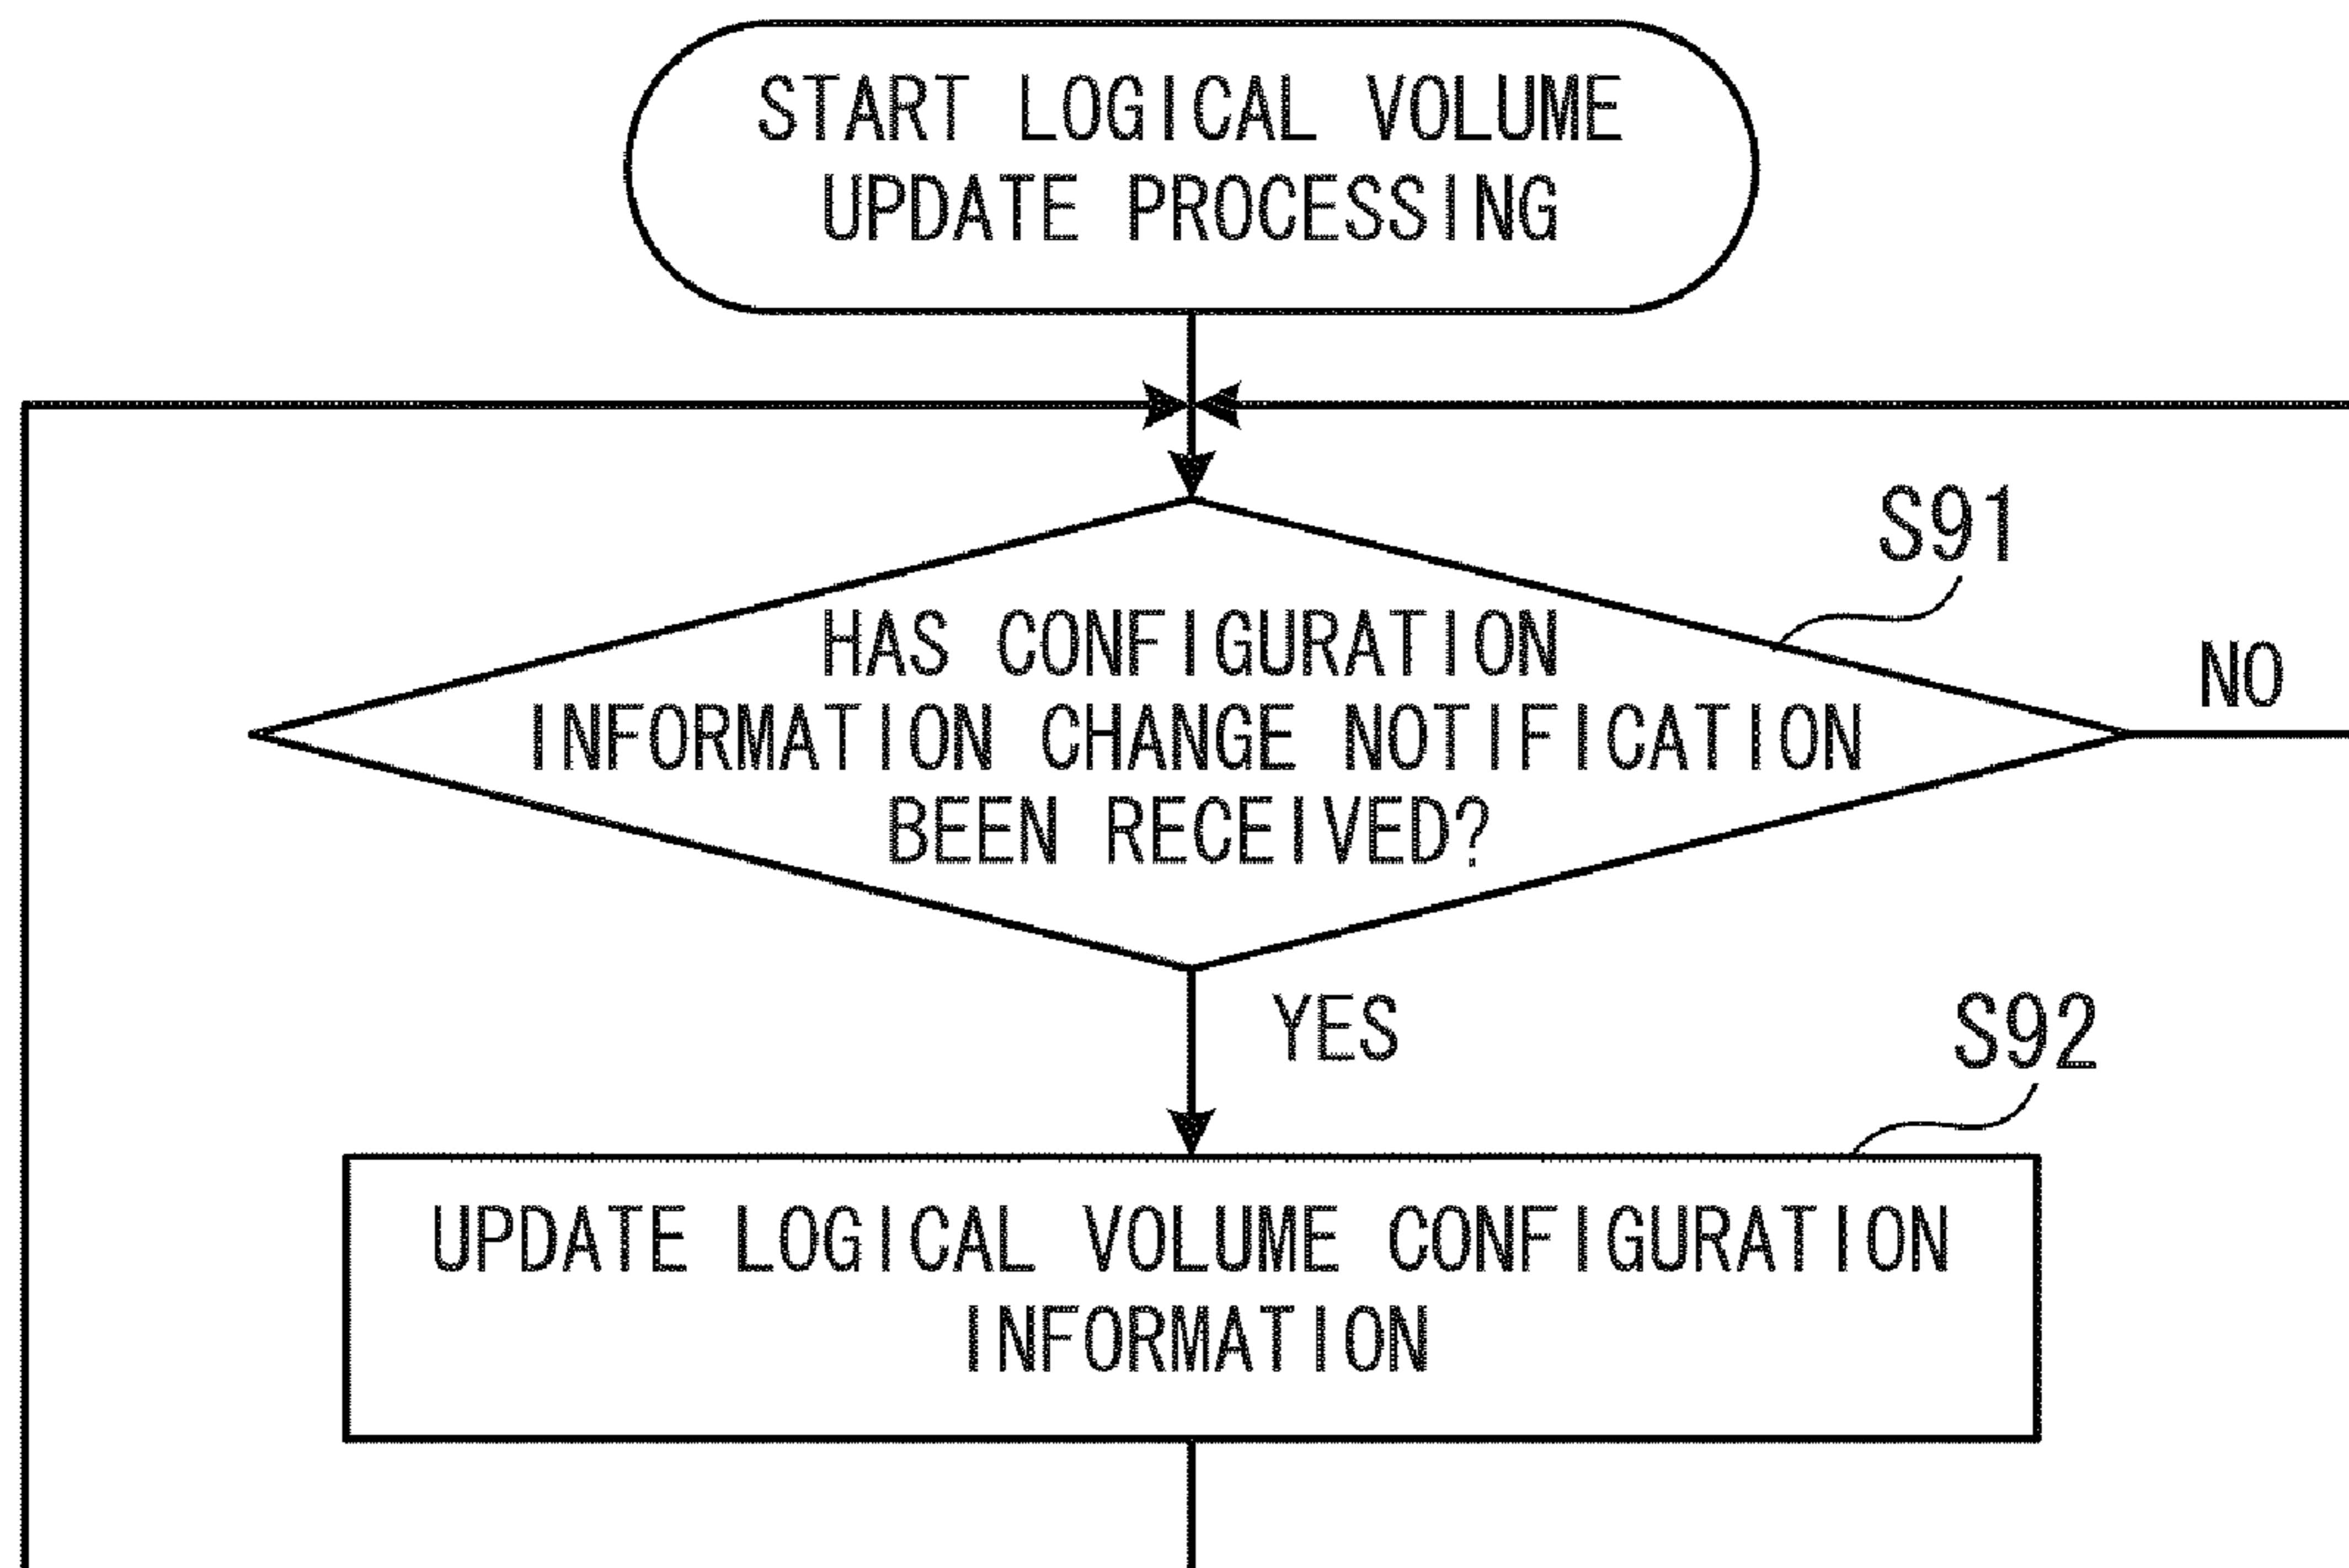 START LOGICAL VOLUME
UPDATE PROCESSING
S91
HAS CONFIGURATION
INFORMATION CHANGE NOTIFICATION
BEEN RECEIVED?
NO
YES
S92
UPDATE LOGICAL VOLUME CONFIGURATION
INFORMATION